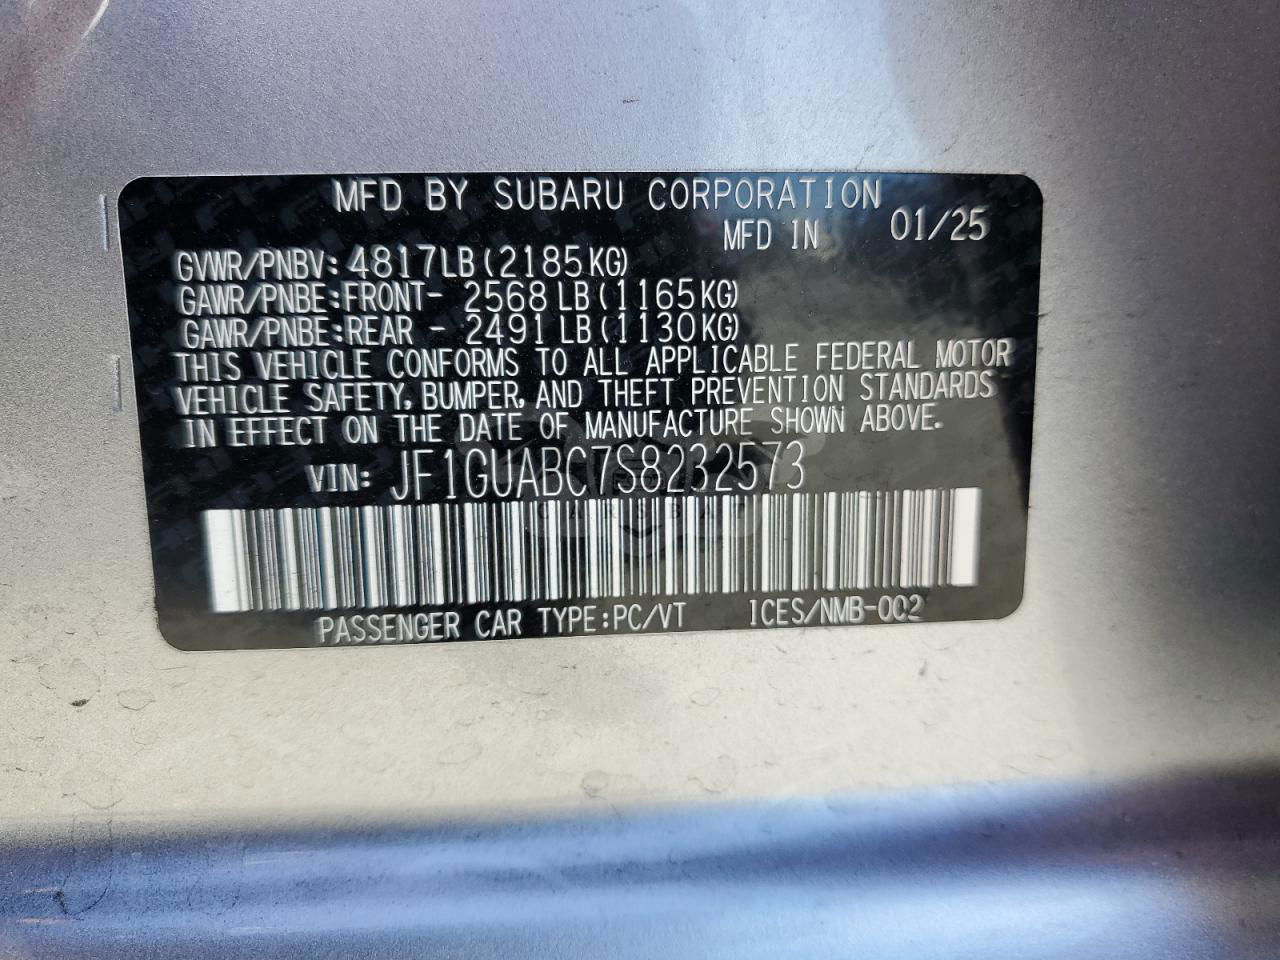 MFD BY SUBARU CORPORATION
MFD IN 01/25
GVWR/PNBV: 4817LB(2185KG)
GAWR/PNBE:FRONT- 2568LB(1165KG)
GAWR/PNBE:REAR - 2491LB(1130KG)
THIS VEHICLE CONFORMS TO ALL APPLICABLE FEDERAL MOTOR
VEHICLE SAFETY, BUMPER, AND THEFT PREVENTION STANDARDS
IN EFFECT ON THE DATE OF MANUFACTURE SHOWN ABOVE.
VIN: JF1GUABC7S8232573
PASSENGER CAR TYPE:PC/VT ICES/NMB-002